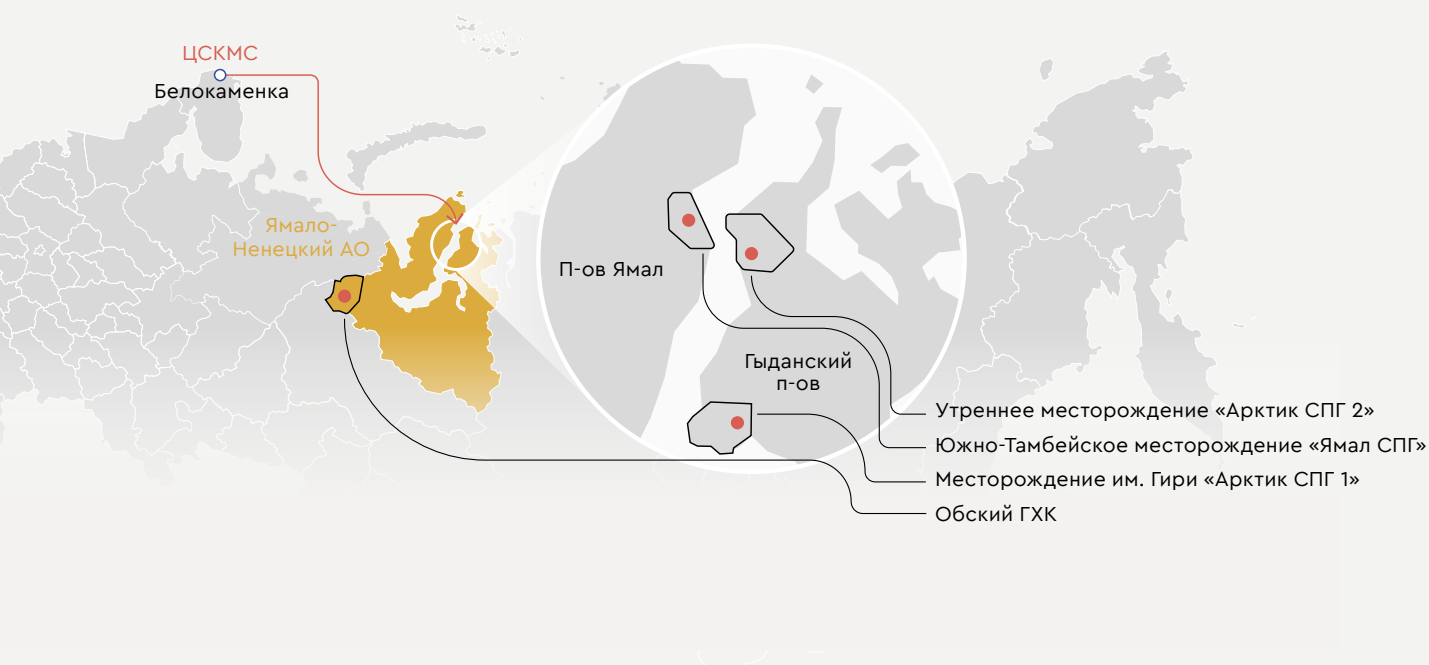 ЦСКМС
Белокаменка
Ямало-
Ненецкий АО
П-ов Ямал
Гыданский
п-ов
Утреннее месторождение «Арктик СПГ 2»
Южно-Тамбейское месторождение «Ямал СПГ»
Месторождение им. Гири «Арктик СПГ 1»
Обский ГХК